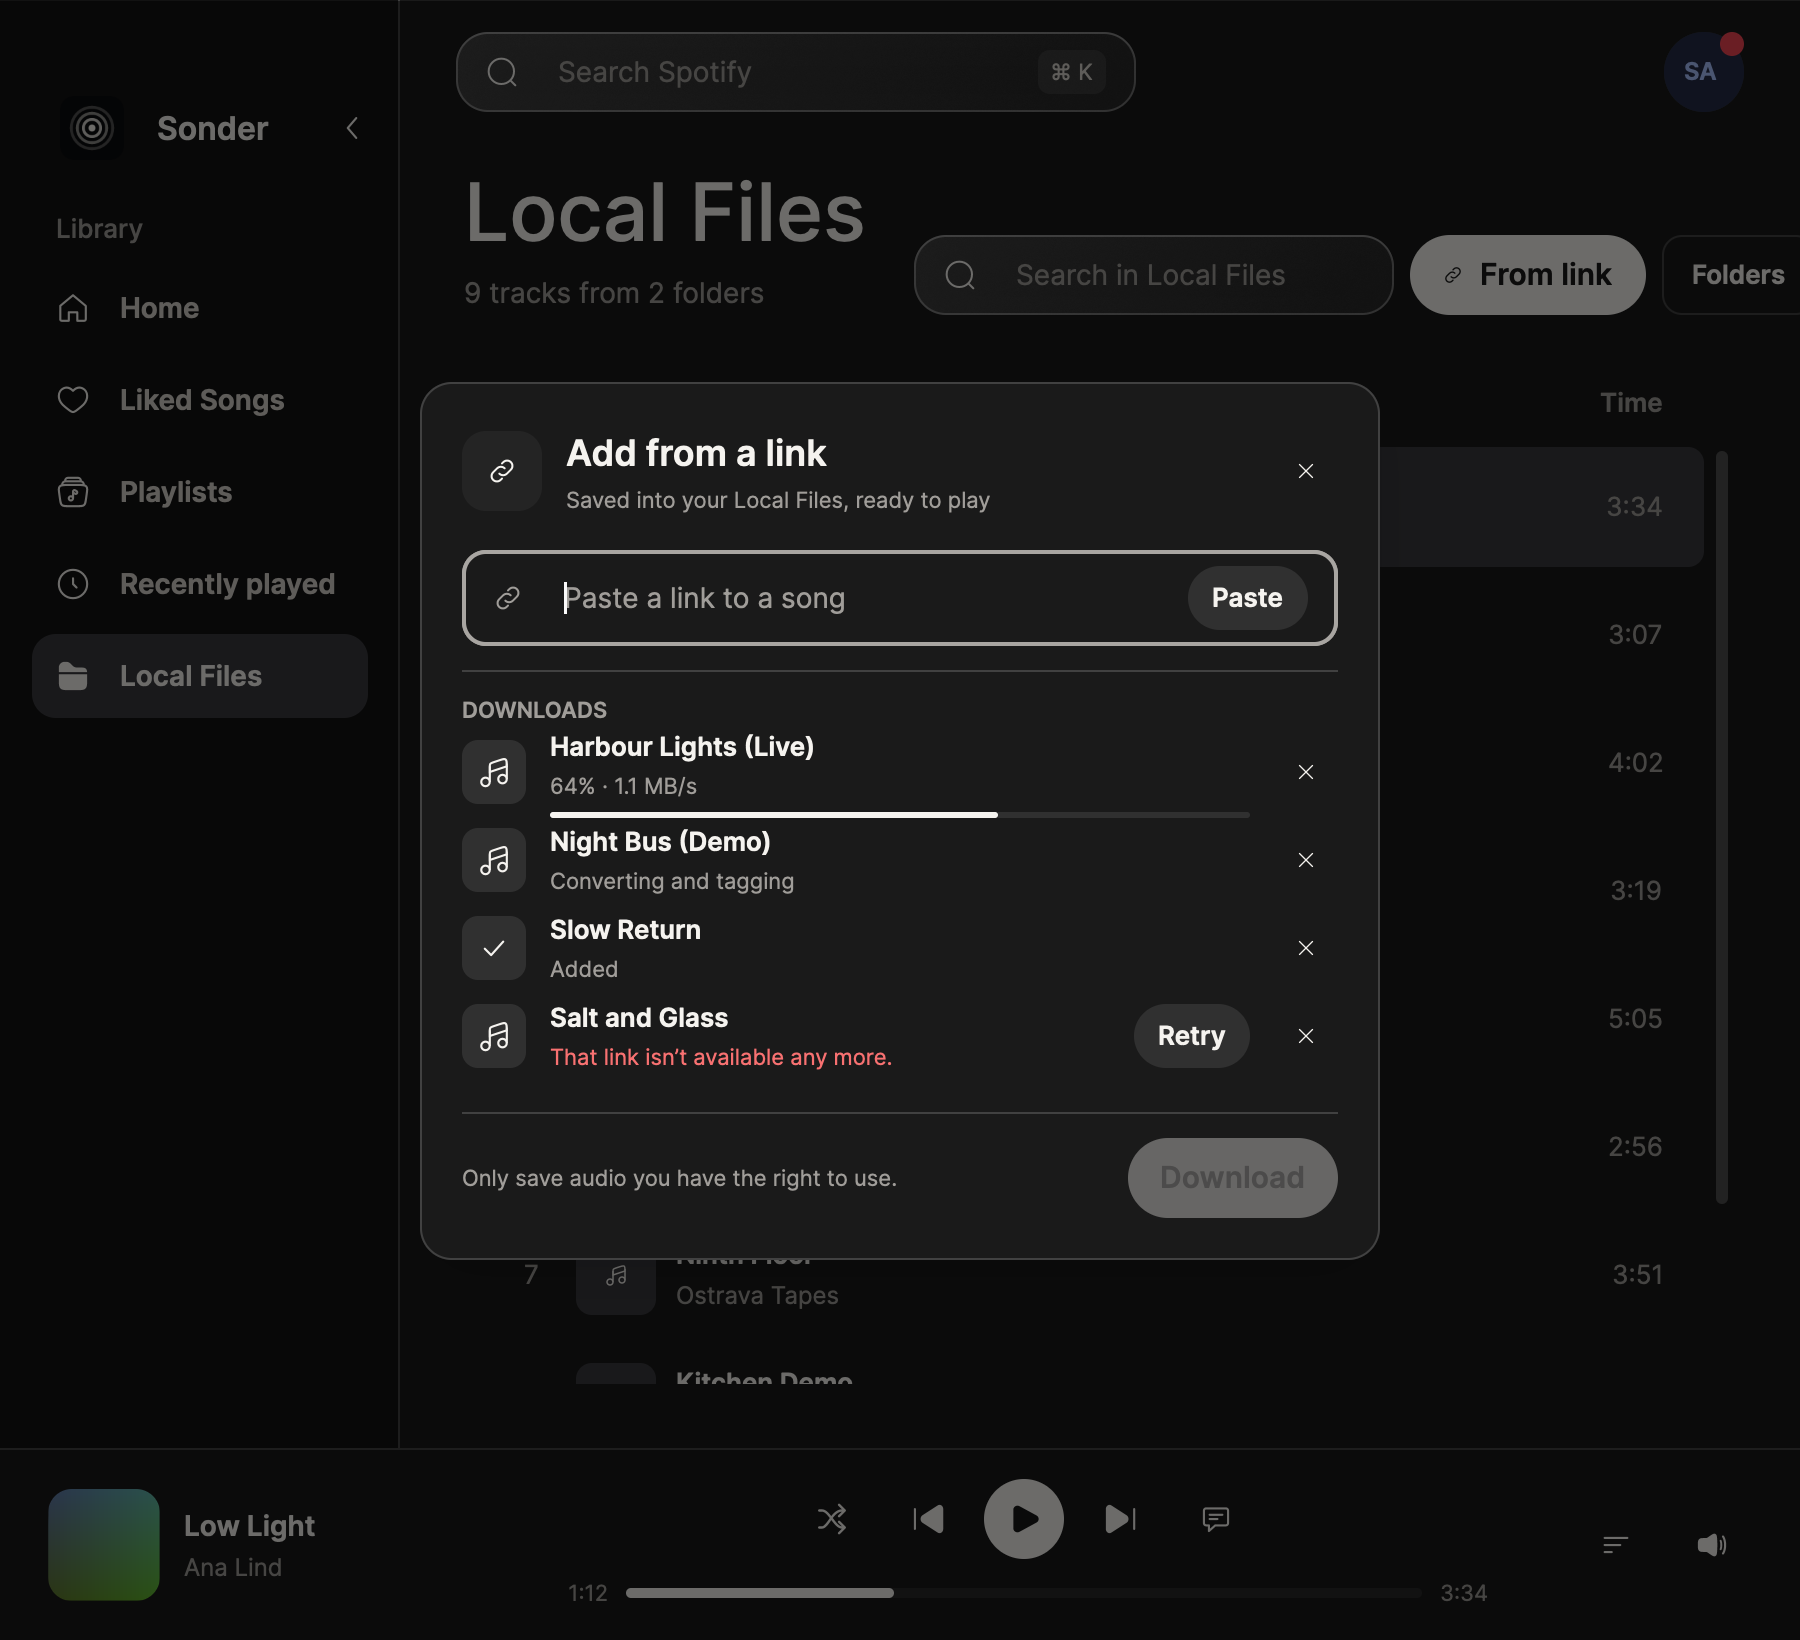 Search Spotify
⌘ K
SA
Sonder
Library
Home
Liked Songs
Playlists
Recently played
Local Files
Local Files
9 tracks from 2 folders
Search in Local Files
From link
Folders
Time
3:34
3:07
4:02
3:19
5:05
2:56
Add from a link
Saved into your Local Files, ready to play
Paste a link to a song
Paste
DOWNLOADS
Harbour Lights (Live)
64% · 1.1 MB/s
Night Bus (Demo)
Converting and tagging
Slow Return
Added
Salt and Glass
That link isn’t available any more.
Retry
Only save audio you have the right to use.
Download
7
Ninth Floor
Ostrava Tapes
3:51
Kitchen Demo
Low Light
Ana Lind
1:12
3:34